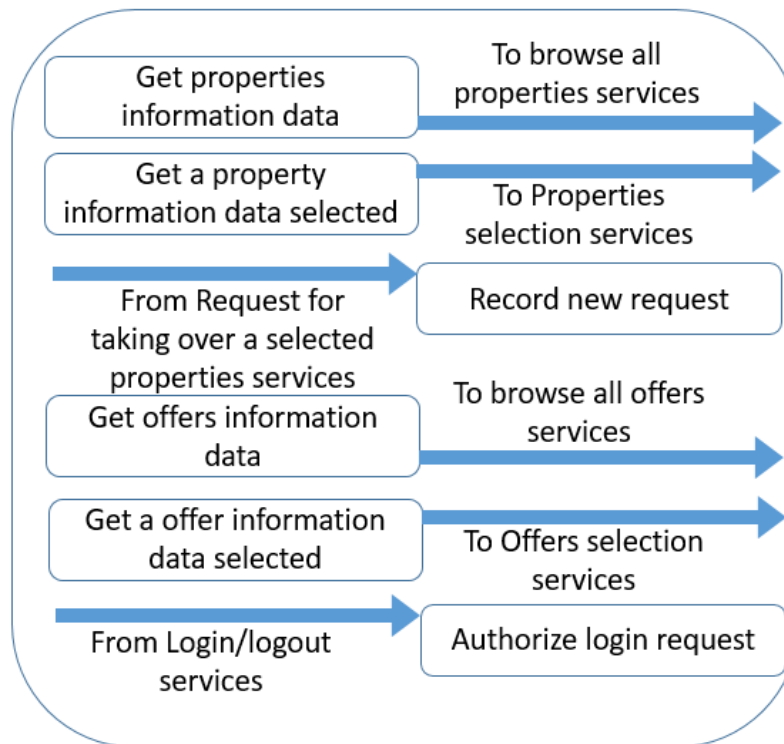 Get properties
information data
To browse all
properties services
Get a property
information data selected
To Properties
selection services
From Request for
taking over a selected
properties services
Record new request
Get offers information
data
To browse all offers
services
Get a offer information
data selected
To Offers selection
services
From Login/logout
services
Authorize login request